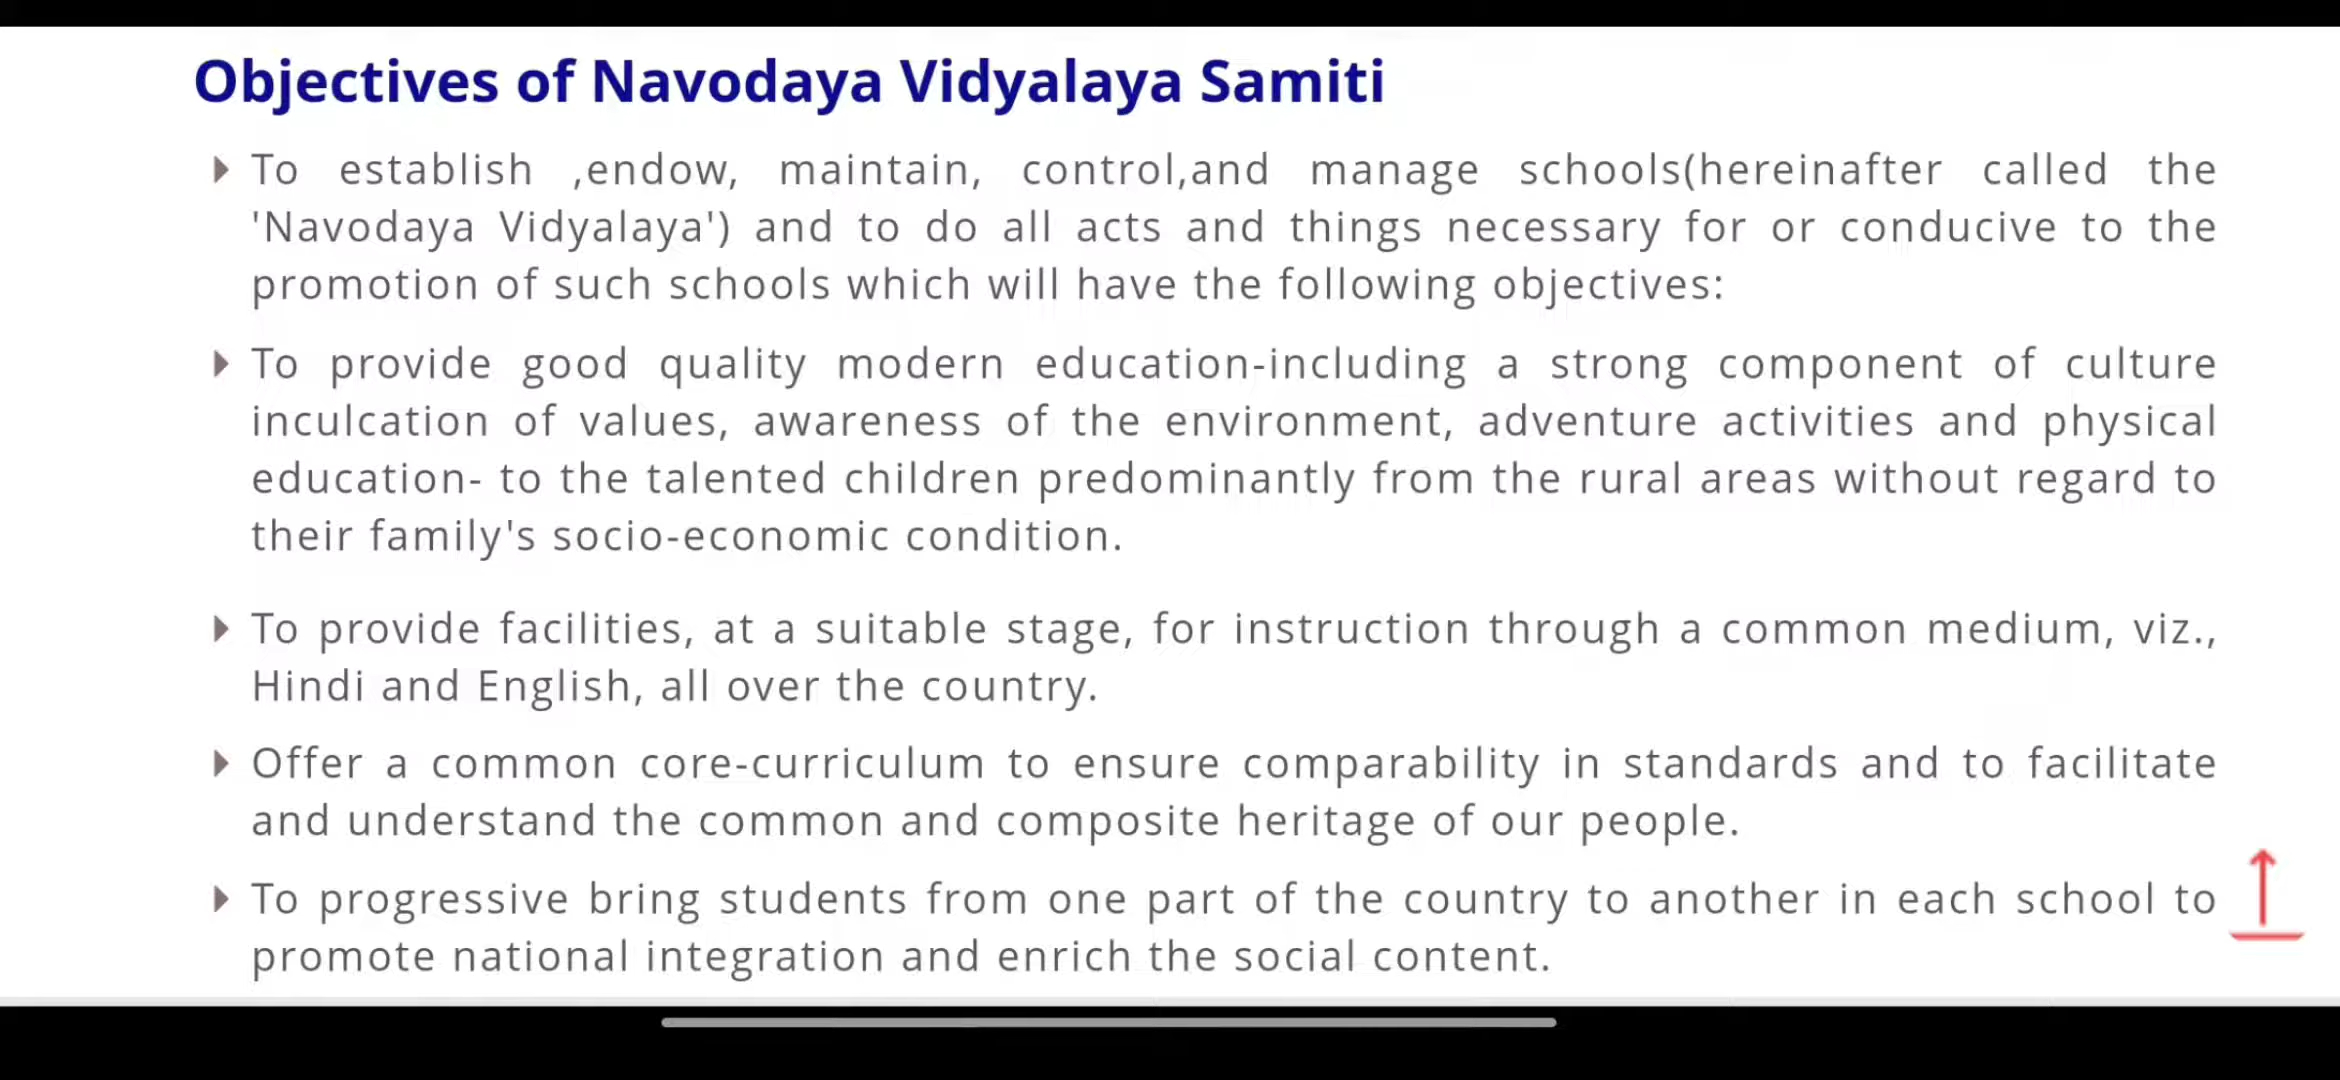 Objectives of Navodaya Vidyalaya Samiti
To establish ,endow, maintain, control,and manage schools(hereinafter called the
'Navodaya Vidyalaya') and to do all acts and things necessary for or conducive to the
promotion of such schools which will have the following objectives:
To provide good quality modern education-including a strong component of culture
inculcation of values, awareness of the environment, adventure activities and physical
education- to the talented children predominantly from the rural areas without regard to
their family's socio-economic condition.
To provide facilities, at a suitable stage, for instruction through a common medium, viz.,
Hindi and English, all over the country.
Offer a common core-curriculum to ensure comparability in standards and to facilitate
and understand the common and composite heritage of our people.
To progressive bring students from one part of the country to another in each school to
promote national integration and enrich the social content.